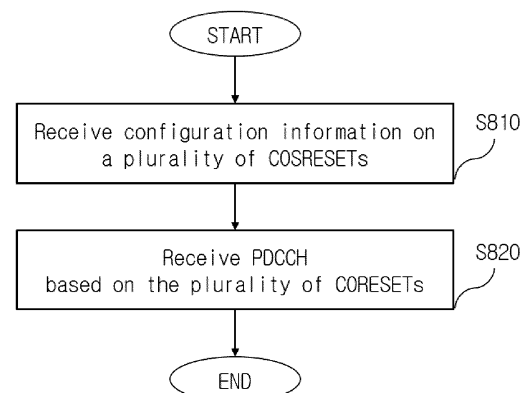 START
Receive configuration information on
a plurality of COSRESETs
S810
Receive PDCCH
based on the plurality of CORESETs
S820
END